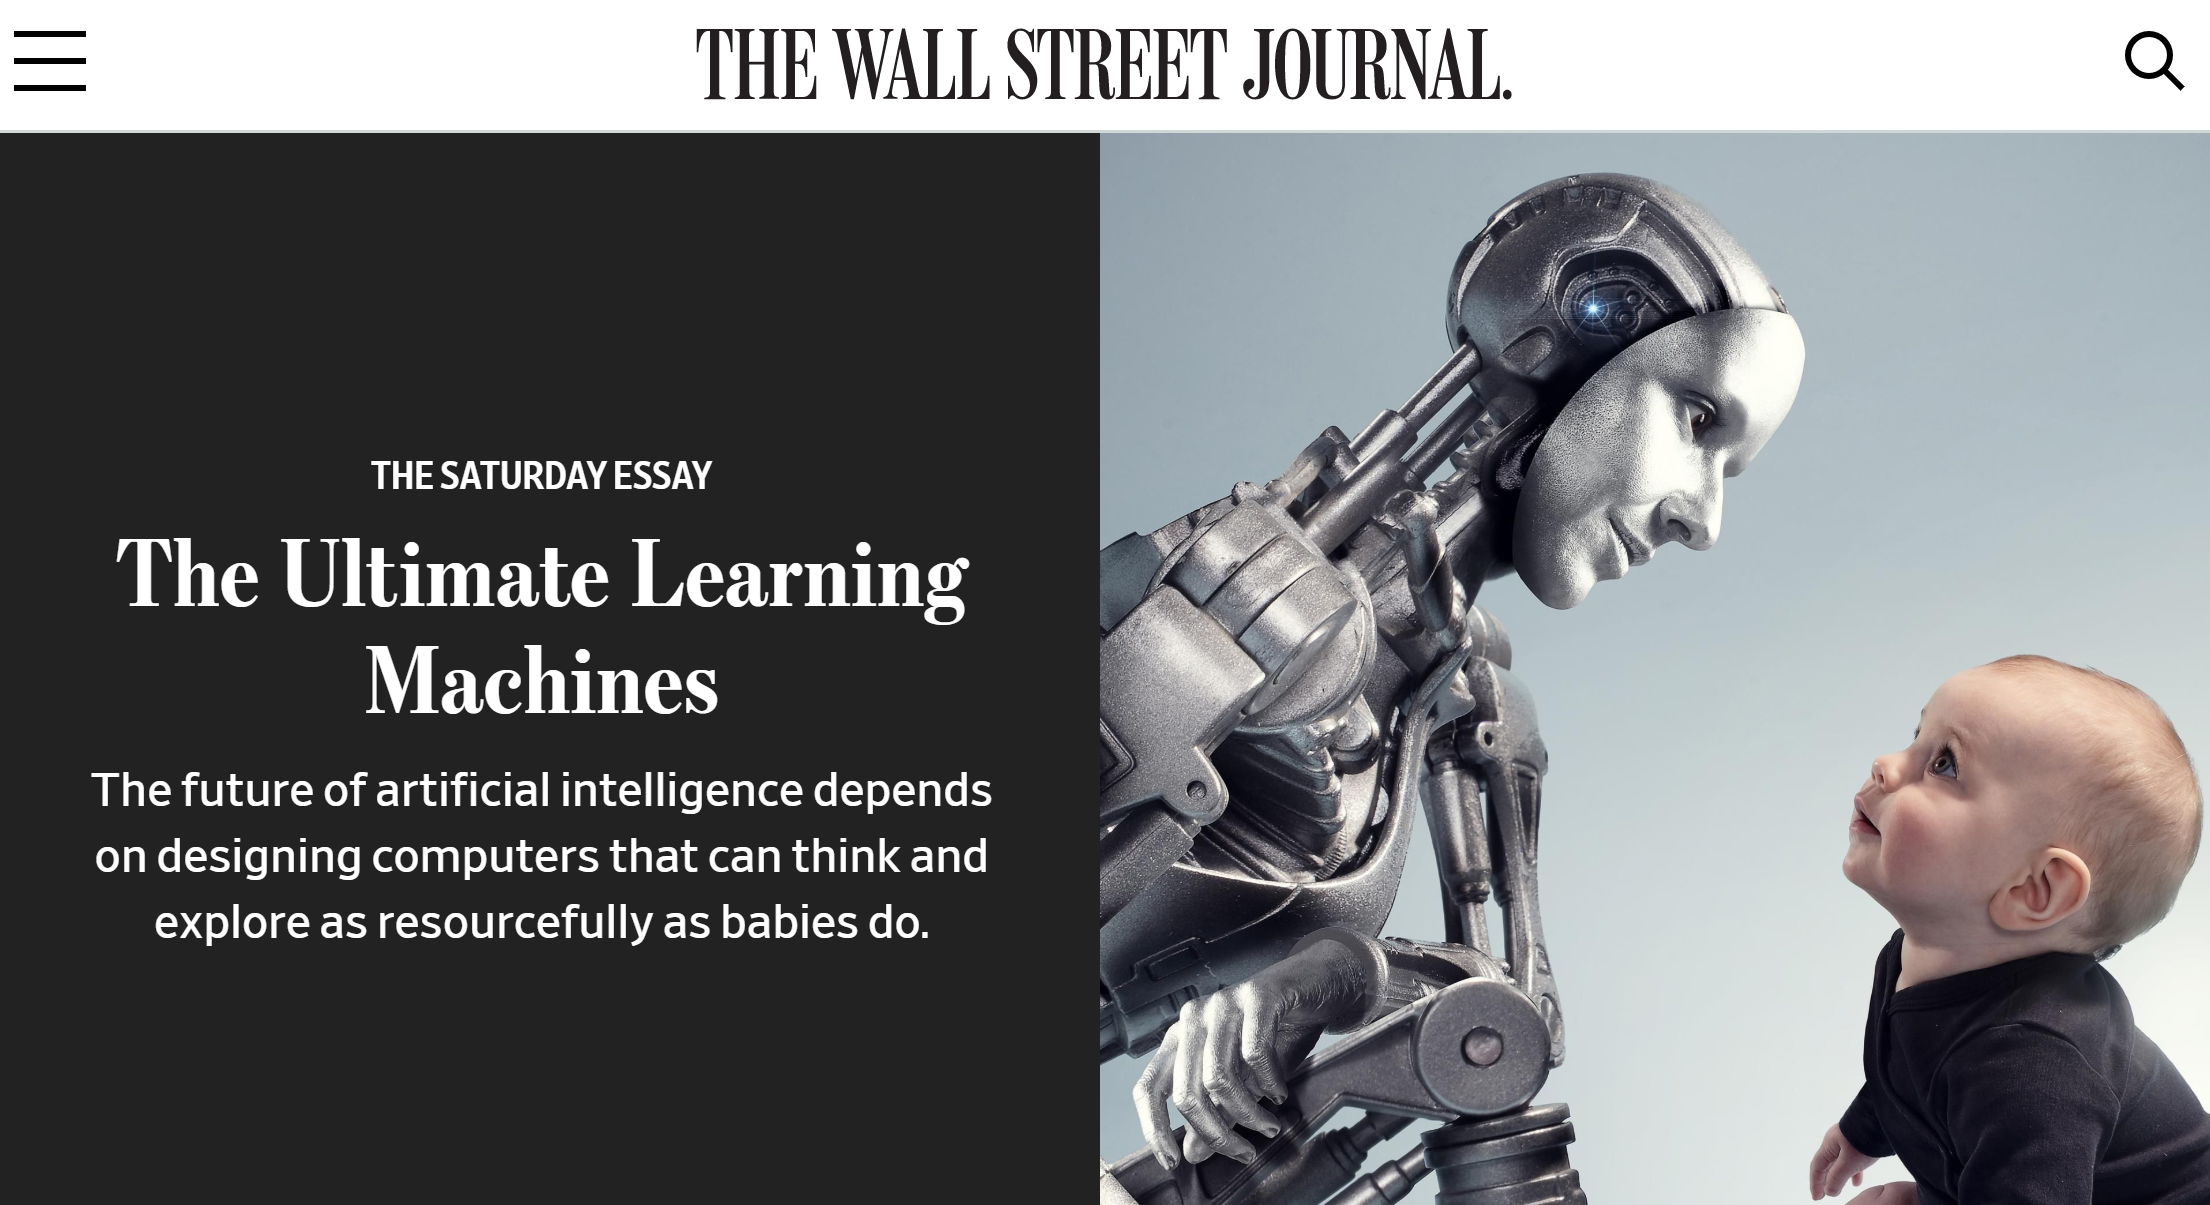 THE WALL STREET JOURNAL.
THE SATURDAY ESSAY
The Ultimate Learning
Machines
The future of artificial intelligence depends
on designing computers that can think and
explore as resourcefully as babies do.